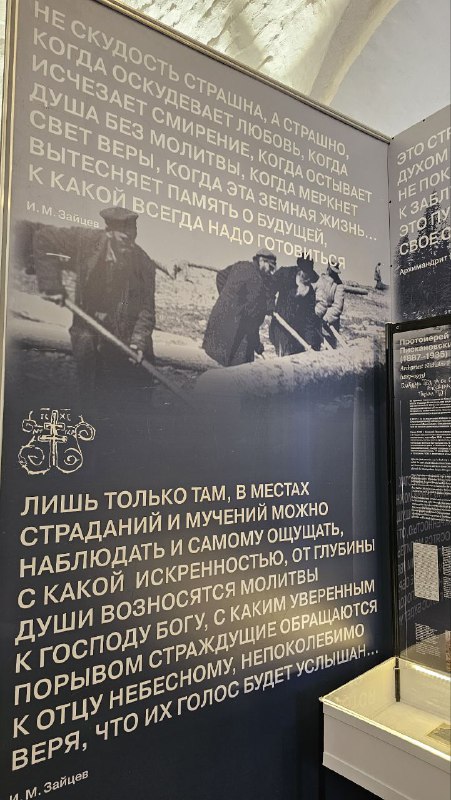 НЕ СКУДОСТЬ СТРАШНА, А СТРАШНО,
КОГДА ОСКУДЕВАЕТ ЛЮБОВЬ, КОГДА
ИСЧЕЗАЕТ СМИРЕНИЕ, КОГДА ОСТЫВАЕТ
ДУША БЕЗ МОЛИТВЫ, КОГДА МЕРКНЕТ
СВЕТ ВЕРЫ, КОГДА ЭТА ЗЕМНАЯ ЖИЗНЬ...
ВЫТЕСНЯЕТ ПАМЯТЬ О БУДУЩЕЙ,
К КАКОЙ ВСЕГДА НАДО ГОТОВИТЬСЯ
И. М. Зайцев
ЛИШЬ ТОЛЬКО ТАМ, В МЕСТАХ
СТРАДАНИЙ И МУЧЕНИЙ МОЖНО
НАБЛЮДАТЬ И САМОМУ ОЩУЩАТЬ,
С КАКОЙ ИСКРЕННОСТЬЮ, ОТ ГЛУБИНЫ
ДУШИ ВОЗНОСЯТСЯ МОЛИТВЫ
К ГОСПОДУ БОГУ, С КАКИМ УВЕРЕННЫМ
ПОРЫВОМ СТРАЖДУЩИЕ ОБРАЩАЮТСЯ
К ОТЦУ НЕБЕСНОМУ, НЕПОКОЛЕБИМО
ВЕРЯ, ЧТО ИХ ГОЛОС БУДЕТ УСЛЫШАН...
И. М. Зайцев
ЭТО
ДУХОМ
НЕ
К
ЭТО
Архимандрит
Протоиерей
(1887–1935)